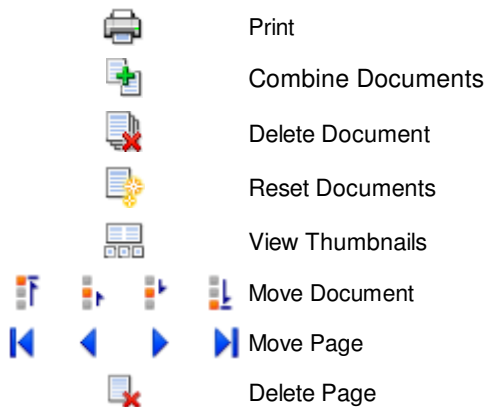 Print
Combine Documents
Delete Document
Reset Documents
View Thumbnails
Move Document
Move Page
Delete Page